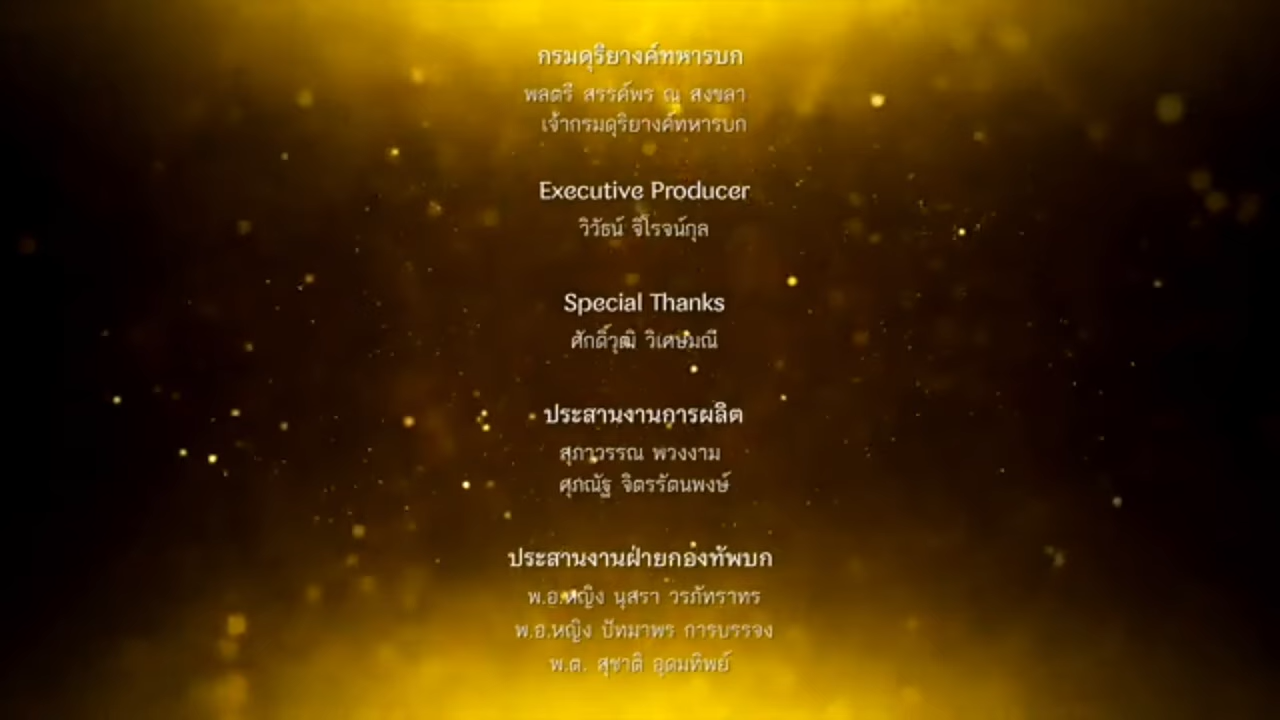 กรมดุริยางค์ทหารบก
พลตรี สรรค์พร ณ สงขลา
เจ้ากรมดุริยางค์ทหารบก
Executive Producer
วิวัธน์ จิโรจน์กุล
Special Thanks
ศักดิ์วุฒิ วิเศษมณี
ประสานงานการผลิต
สุภาวรรณ พวงงาม
ศุภณัฐ จิตรรัตนพงษ์
ประสานงานฝ่ายกองทัพบก
พ.อ.หญิง นุสรา วรภัทราทร
พ.อ.หญิง ปัทมาพร การบรรจง
พ.ต. สุชาติ อุดมทิพย์